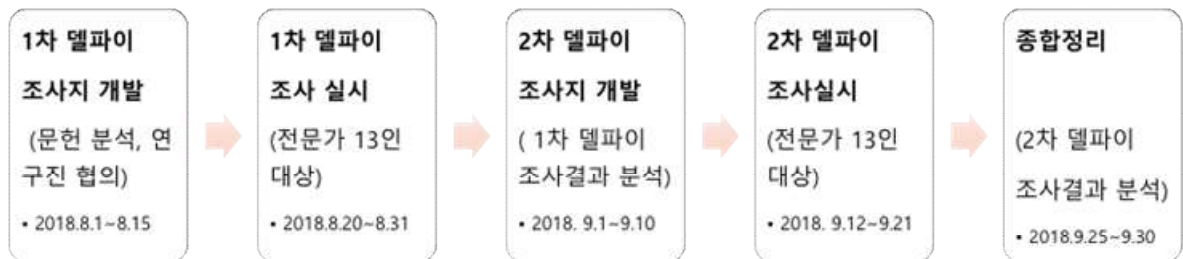 1차 델파이
조사지 개발
(문헌 분석, 연
구진 협의)
▪ 2018.8.1~8.15
1차 델파이
조사 실시
(전문가 13인
대상)
▪ 2018.8.20~8.31
2차 델파이
조사지 개발
( 1차 델파이
조사결과 분석)
▪ 2018. 9.1~9.10
2차 델파이
조사실시
(전문가 13인
대상)
▪ 2018. 9.12~9.21
종합정리
(2차 델파이
조사결과 분석)
▪ 2018.9.25~9.30